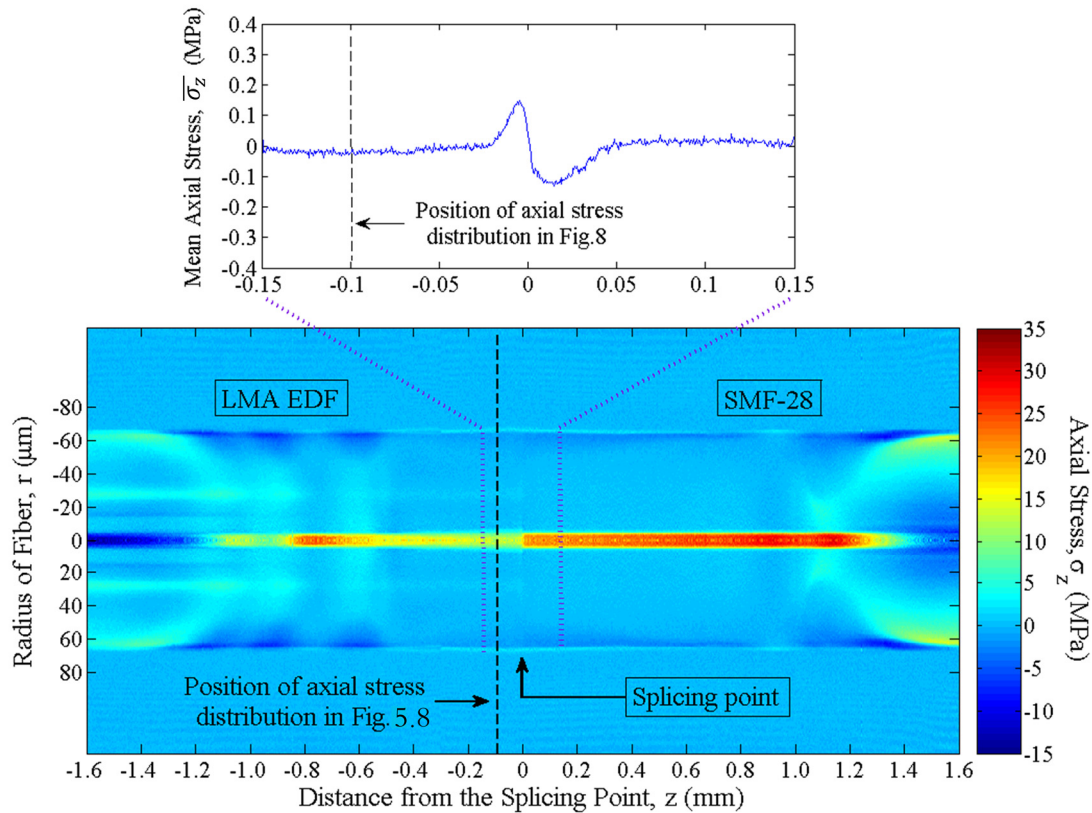 Mean Axial Stress, σz (MPa)
0.4
0.3
0.2
0.1
0
-0.1
-0.2
-0.3
-0.4
Position of axial stress
distribution in Fig.8
-0.15 -0.1 -0.05 0 0.05 0.1 0.15
LMA EDF
SMF-28
Radius of Fiber, r (µm)
-80
-60
-40
-20
0
20
40
60
80
Position of axial stress
distribution in Fig. 5.8
Splicing point
-1.6 -1.4 -1.2 -1.0 -0.8 -0.6 -0.4 -0.2 0 0.2 0.4 0.6 0.8 1.0 1.2 1.4 1.6
Distance from the Splicing Point, z (mm)
35
30
25
20
15
10
5
0
-5
-10
-15
Axial Stress, σz (MPa)